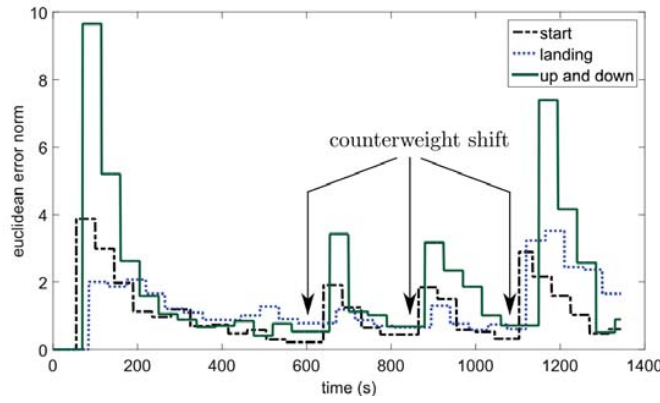 10
8
6
4
2
0
euclidean error norm
start
landing
up and down
counterweight shift
0 200 400 600 800 1000 1200 1400
time (s)